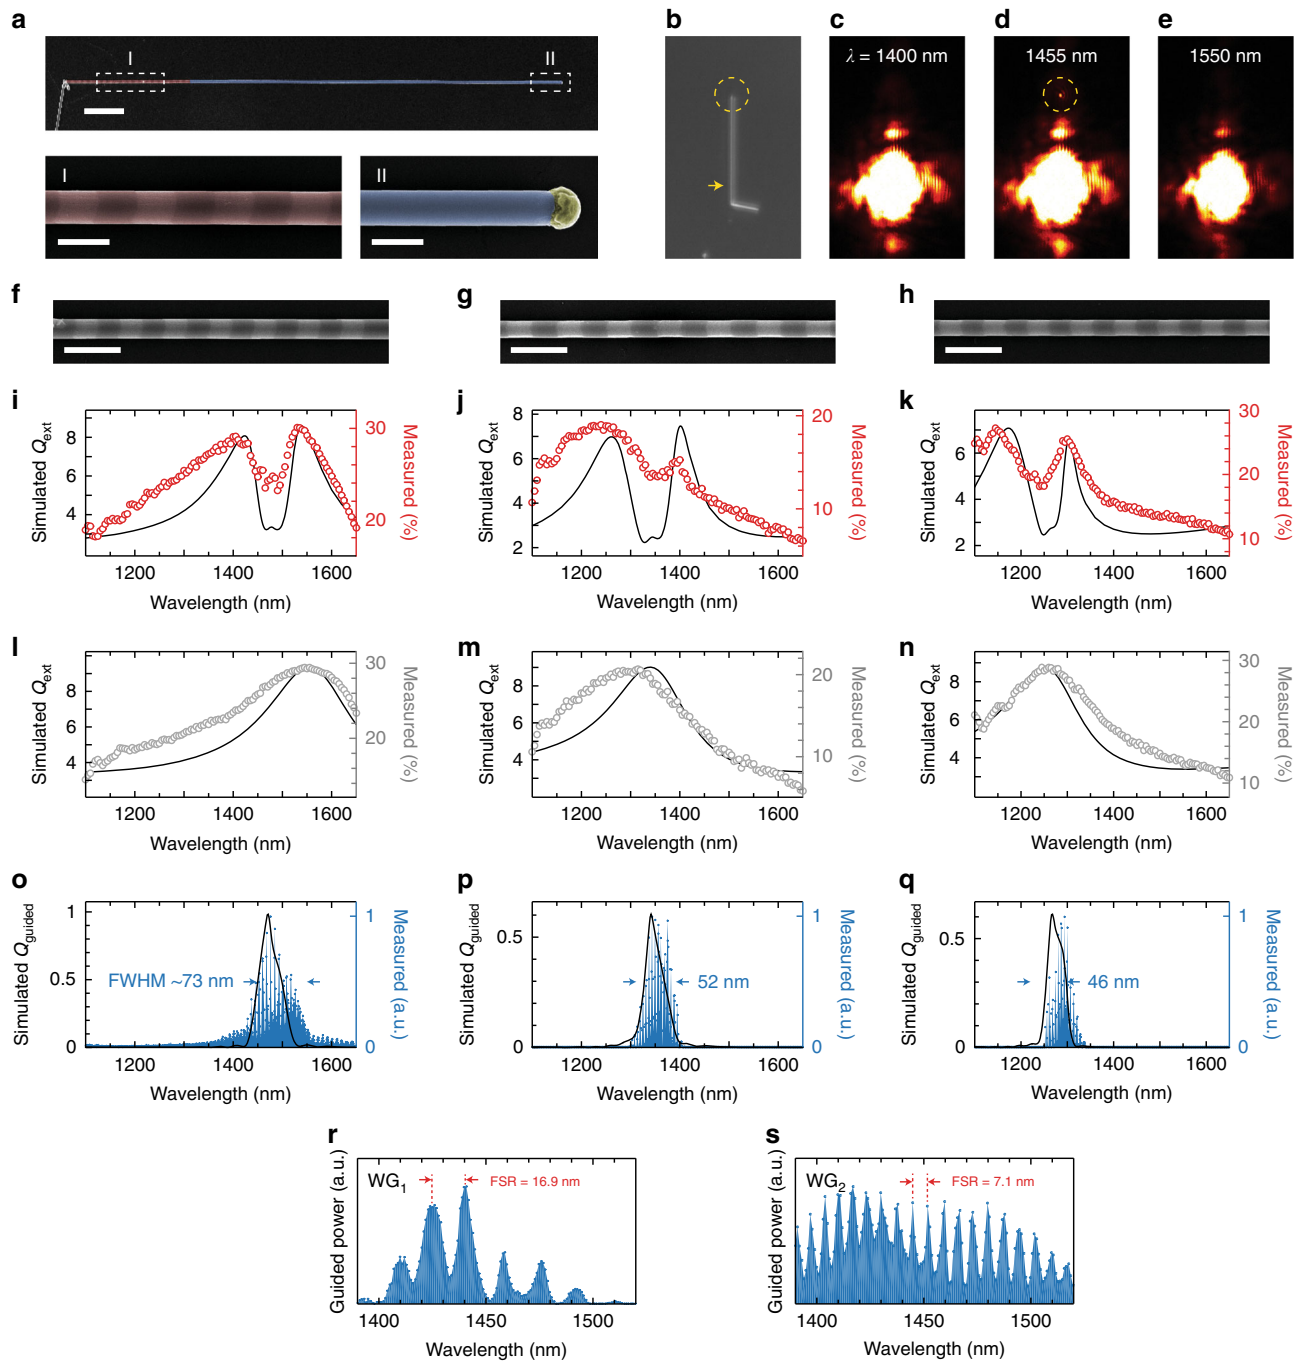 a
I
II
I
II
b
c
λ = 1400 nm
d
1455 nm
e
1550 nm
f
g
h
i
Simulated Qext
8
6
4
30
20
Measured (%)
1200 1400 1600
Wavelength (nm)
j
Simulated Qext
8
6
4
2
20
10
Measured (%)
1200 1400 1600
Wavelength (nm)
k
Simulated Qext
6
4
2
30
20
10
Measured (%)
1200 1400 1600
Wavelength (nm)
l
Simulated Qext
8
6
4
30
20
Measured (%)
1200 1400 1600
Wavelength (nm)
m
Simulated Qext
8
6
4
20
10
Measured (%)
1200 1400 1600
Wavelength (nm)
n
Simulated Qext
8
6
4
30
20
10
Measured (%)
1200 1400 1600
Wavelength (nm)
o
Simulated Qguided
1
0.5
0
FWHM ~73 nm
1
0
Measured (a.u.)
1200 1400 1600
Wavelength (nm)
p
Simulated Qguided
0.5
0
52 nm
1
0
Measured (a.u.)
1200 1400 1600
Wavelength (nm)
q
Simulated Qguided
0.5
0
46 nm
1
0
Measured (a.u.)
1200 1400 1600
Wavelength (nm)
r
Guided power (a.u.)
WG1
FSR = 16.9 nm
1400 1450 1500
Wavelength (nm)
s
Guided power (a.u.)
WG2
FSR = 7.1 nm
1400 1450 1500
Wavelength (nm)